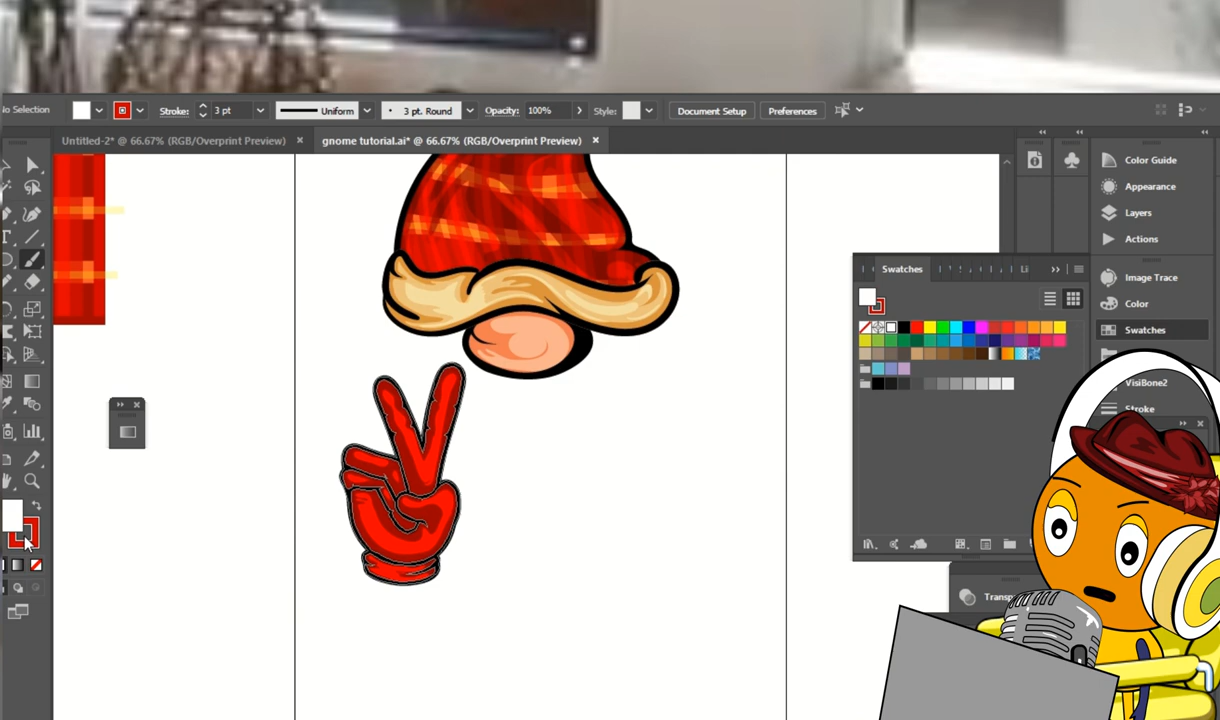 No Selection Stroke: 3 pt Uniform 3 pt. Round Opacity: 100% Style: Document Setup Preferences
Untitled-2* @ 66.67% (RGB/Overprint Preview) × gnome tutorial.ai* @ 66.67% (RGB/Overprint Preview) ×
Color Guide
Appearance
Layers
Actions
Image Trace
Color
Swatches
VisiBone2
Stroke
Swatches